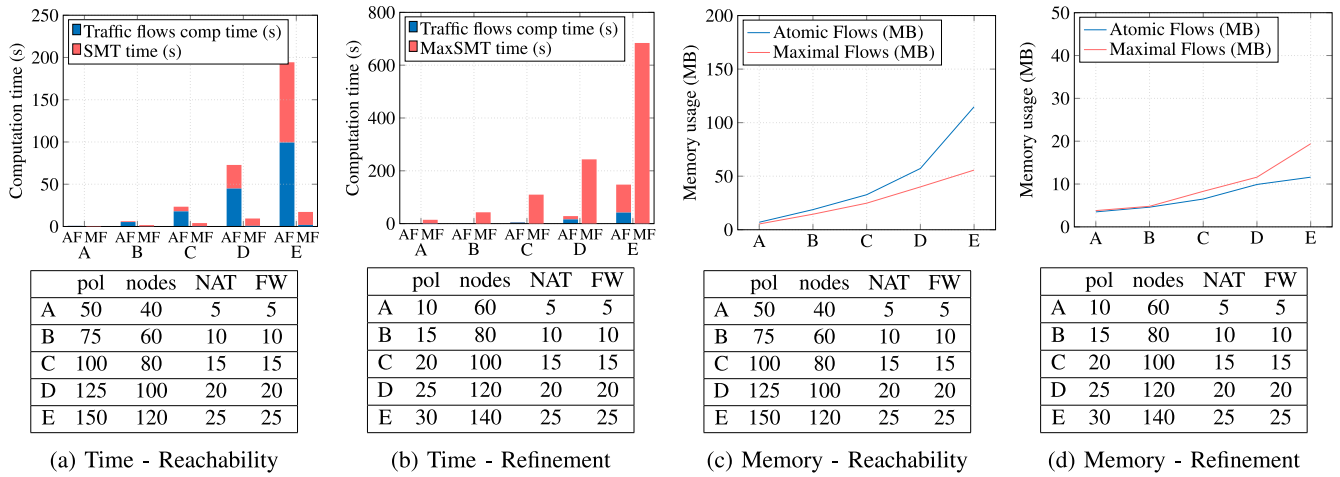 Computation time (s)
250
200
150
100
50
0
Traffic flows comp time (s)
SMT time (s)
AF MF AF MF AF MF AF MF AF MF
A B C D E
pol nodes NAT FW
A 50 40 5 5
B 75 60 10 10
C 100 80 15 15
D 125 100 20 20
E 150 120 25 25
(a) Time - Reachability
Computation time (s)
800
600
400
200
0
Traffic flows comp time (s)
MaxSMT time (s)
AF MF AF MF AF MF AF MF AF MF
A B C D E
pol nodes NAT FW
A 10 60 5 5
B 15 80 10 10
C 20 100 15 15
D 25 120 20 20
E 30 140 25 25
(b) Time - Refinement
Memory usage (MB)
200
150
100
50
0
Atomic Flows (MB)
Maximal Flows (MB)
A B C D E
pol nodes NAT FW
A 50 40 5 5
B 75 60 10 10
C 100 80 15 15
D 125 100 20 20
E 150 120 25 25
(c) Memory - Reachability
Memory usage (MB)
50
40
30
20
10
0
Atomic Flows (MB)
Maximal Flows (MB)
A B C D E
pol nodes NAT FW
A 10 60 5 5
B 15 80 10 10
C 20 100 15 15
D 25 120 20 20
E 30 140 25 25
(d) Memory - Refinement